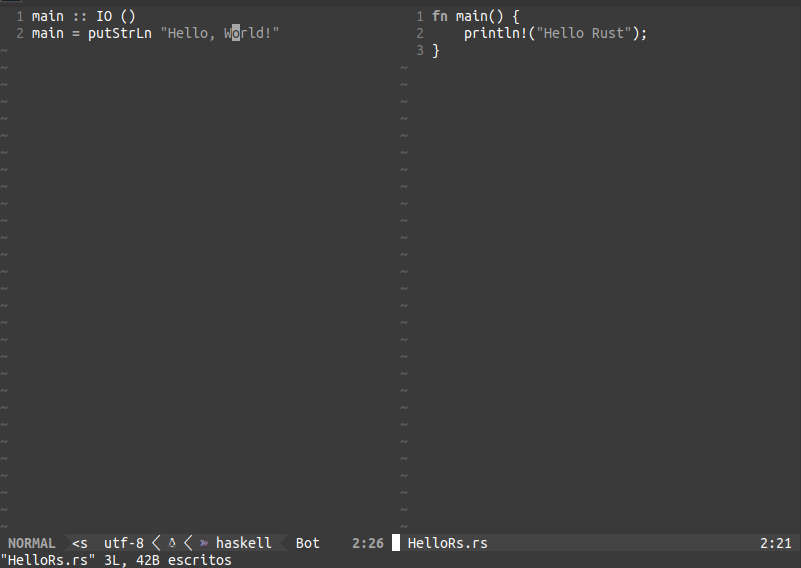 1 main :: IO ()
2 main = putStrLn "Hello, World!"
1 fn main() {
2     println!("Hello Rust");
3 }
NORMAL <s utf-8 haskell Bot 2:26
HelloRs.rs 2:21
"HelloRs.rs" 3L, 42B escritos